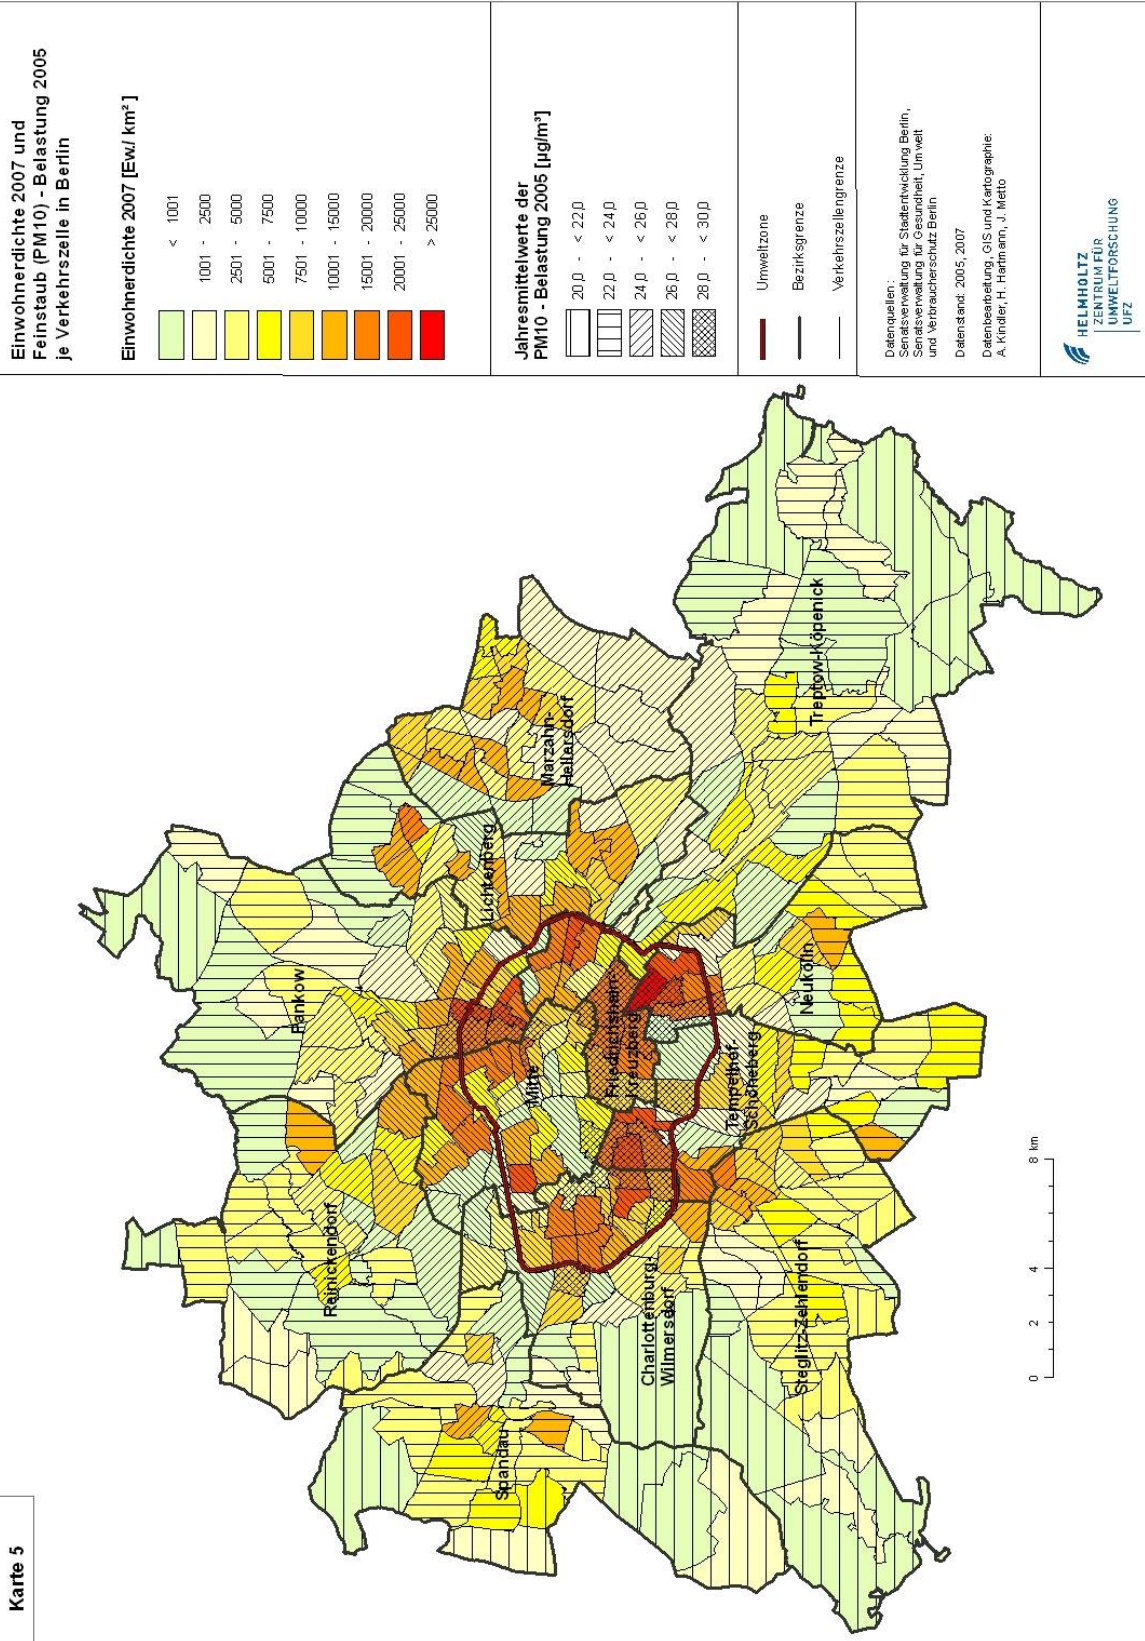 Karte 5
Einwohnerdichte 2007 und
Feinstaub (PM10) - Belastung 2005
je Verkehrszelle in Berlin
Einwohnerdichte 2007 [Ew./ km²]
< 1001
1001 - 2500
2501 - 5000
5001 - 7500
7501 - 10000
10001 - 15000
15001 - 20000
20001 - 25000
> 25000
Jahresmittelwerte der
PM10 - Belastung 2005 [µg/m³]
20,0 - < 22,0
22,0 - < 24,0
24,0 - < 26,0
26,0 - < 28,0
28,0 - < 30,0
Umweltzone
Bezirksgrenze
Verkehrszellengrenze
Datenquellen:
Senatsverwaltung für Stadtentwicklung Berlin,
Senatsverwaltung für Gesundheit, Umwelt
und Verbraucherschutz Berlin
Datenstand: 2005, 2007
Datenbearbeitung, GIS und Kartographie:
A. Kindler, H. Hartmann, J. Metto
HELMHOLTZ
ZENTRUM FÜR
UMWELTFORSCHUNG
UFZ
Pankow
Reinickendorf
Lichtenberg
Marzahn-
Hellersdorf
Mitte
Spandau
Friedrichshain-
Kreuzberg
Charlottenburg-
Wilmersdorf
Tempelhof-
Schöneberg
Neukölln
Treptow-Köpenick
Steglitz-Zehlendorf
0 2 4 8 km